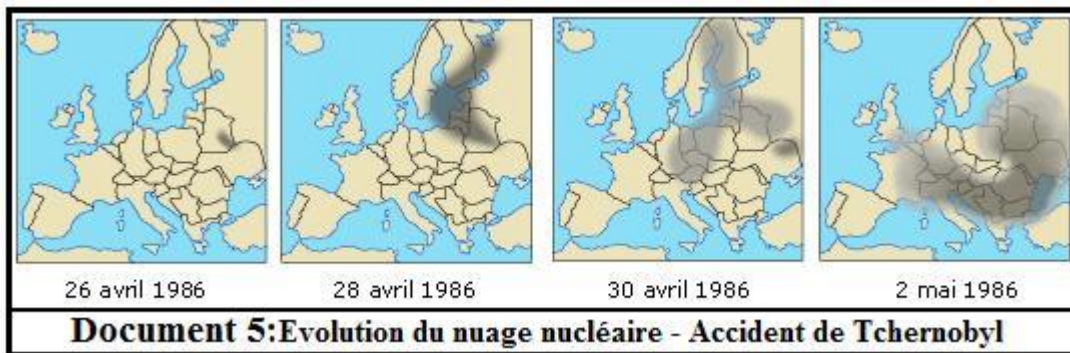 26 avril 1986
28 avril 1986
30 avril 1986
2 mai 1986
Document 5:Evolution du nuage nucléaire - Accident de Tchernobyl